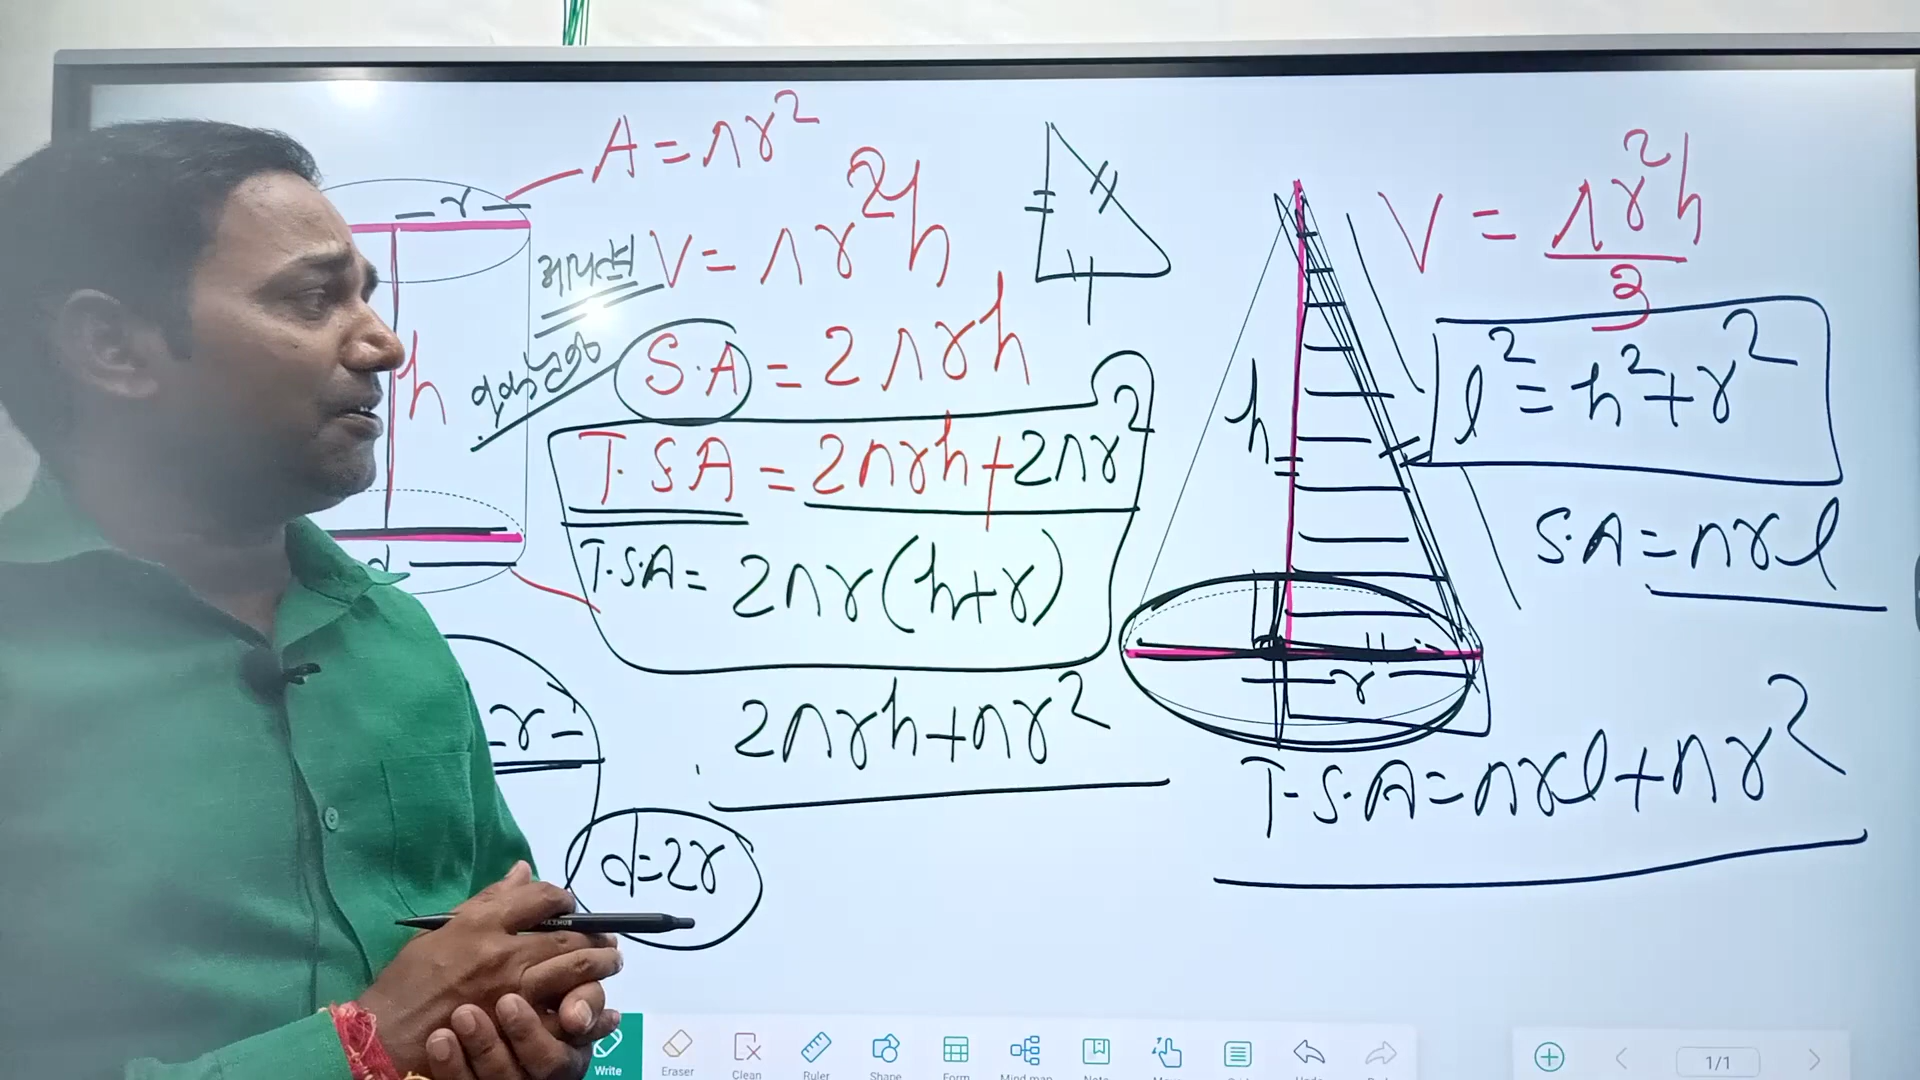 A = πr²
r
आयतन V = πr²h
h
वक्र पृष्ठ
S.A = 2πrh
T.S.A = 2πrh + 2πr²
T.S.A = 2πr(h+r)
d
2πrh + πr²
r
d = 2r
V = πr²h/3
h
l² = h² + r²
S.A = πrl
r
T.S.A = πrl + πr²
Write Eraser Clean Ruler Shape Form Mind map Note
1/1